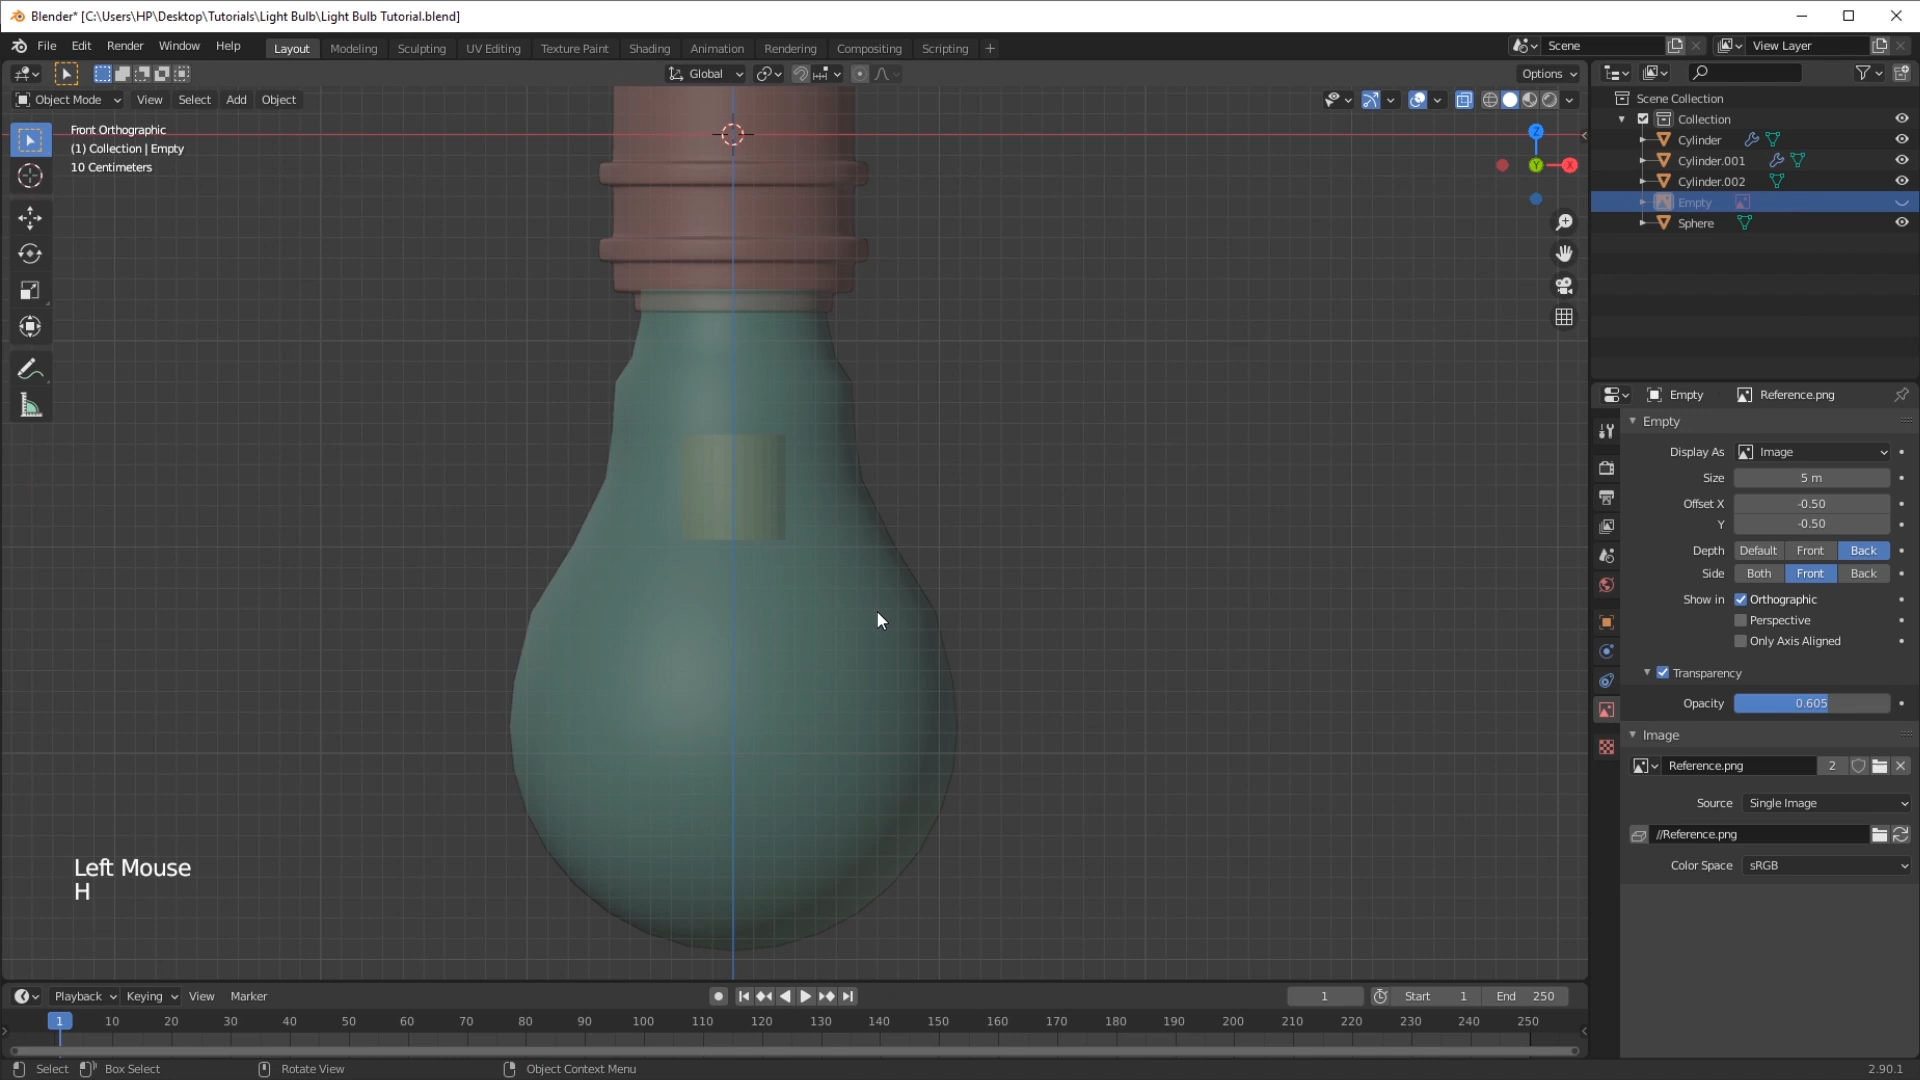 Blender* [C:\Users\HP\Desktop\Tutorials\Light Bulb\Light Bulb Tutorial.blend]
File Edit Render Window Help Layout Modeling Sculpting UV Editing Texture Paint Shading Animation Rendering Compositing Scripting + Scene View Layer
Global Options
Object Mode View Select Add Object
Front Orthographic
(1) Collection | Empty
10 Centimeters
Z
Y X
Left Mouse
H
Scene Collection
Collection
Cylinder
Cylinder.001
Cylinder.002
Empty
Sphere
Empty Reference.png
Empty
Display As Image
Size 5 m
Offset X -0.50
Y -0.50
Depth Default Front Back
Side Both Front Back
Show in Orthographic
Perspective
Only Axis Aligned
Transparency
Opacity 0.605
Image
Reference.png 2
Source Single Image
//Reference.png
Color Space sRGB
Playback Keying View Marker 1 Start 1 End 250
1 10 20 30 40 50 60 70 80 90 100 110 120 130 140 150 160 170 180 190 200 210 220 230 240 250
Select Box Select Rotate View Object Context Menu 2.90.1